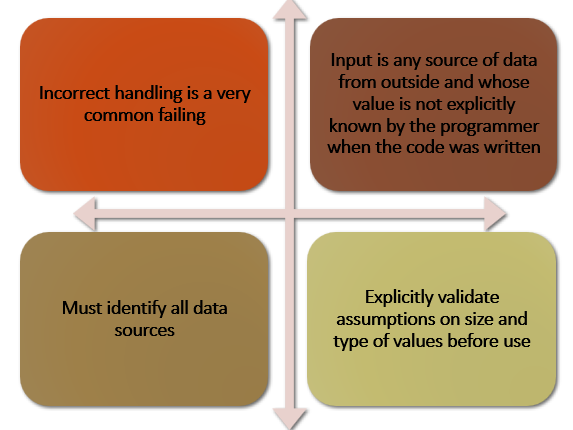 Incorrect handling is a very
common failing
Input is any source of data
from outside and whose
value is not explicitly
known by the programmer
when the code was written
Must identify all data
sources
Explicitly validate
assumptions on size and
type of values before use